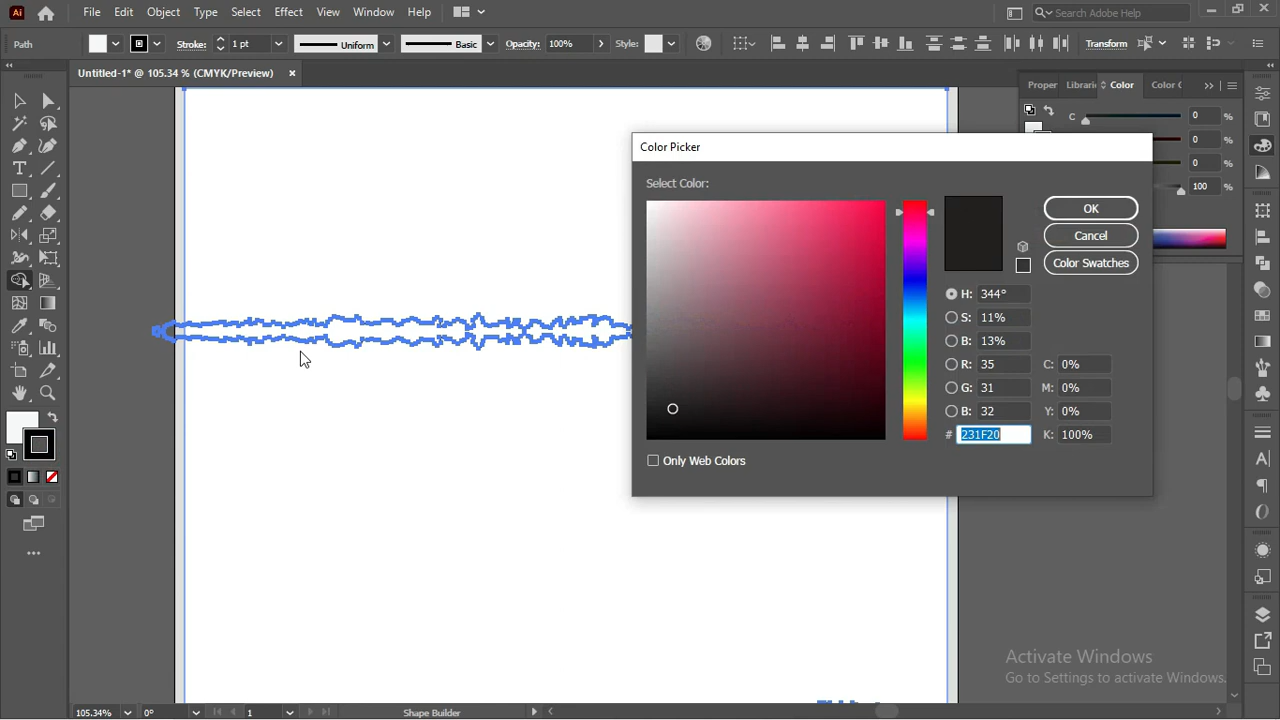 Ai File Edit Object Type Select Effect View Window Help Search Adobe Help
Path Stroke: 1 pt Uniform Basic Opacity: 100% Style: Transform
Untitled-1* @ 105.34 % (CMYK/Preview) × Proper Librari Color Color
C 0 %
0 %
0 %
100 %
Color Picker
Select Color:
OK
Cancel
Color Swatches
H: 344°
S: 11%
B: 13%
R: 35 C: 0%
G: 31 M: 0%
B: 32 Y: 0%
# 231F20 K: 100%
Only Web Colors
Activate Windows
Go to Settings to activate Windows.
105.34% 0° 1 Shape Builder